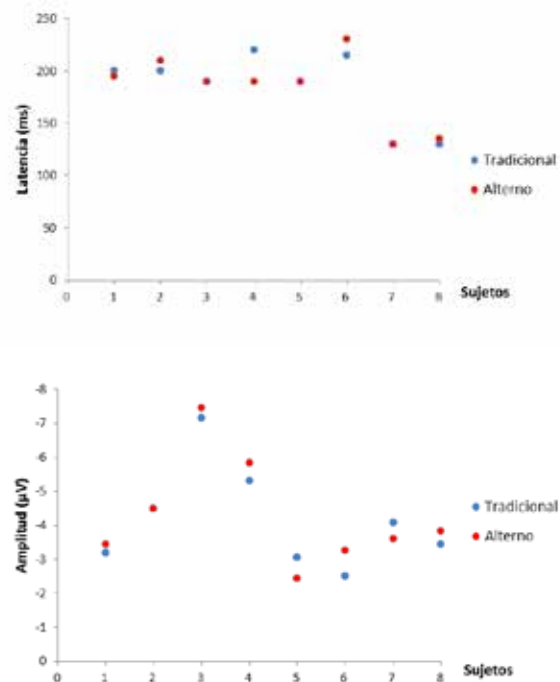 250
200
150
100
50
0
Latencia (ms)
0 1 2 3 4 5 6 7 8
Sujetos
Tradicional
Alterno
-8
-7
-6
-5
-4
-3
-2
-1
0
Amplitud (µV)
0 1 2 3 4 5 6 7 8
Sujetos
Tradicional
Alterno